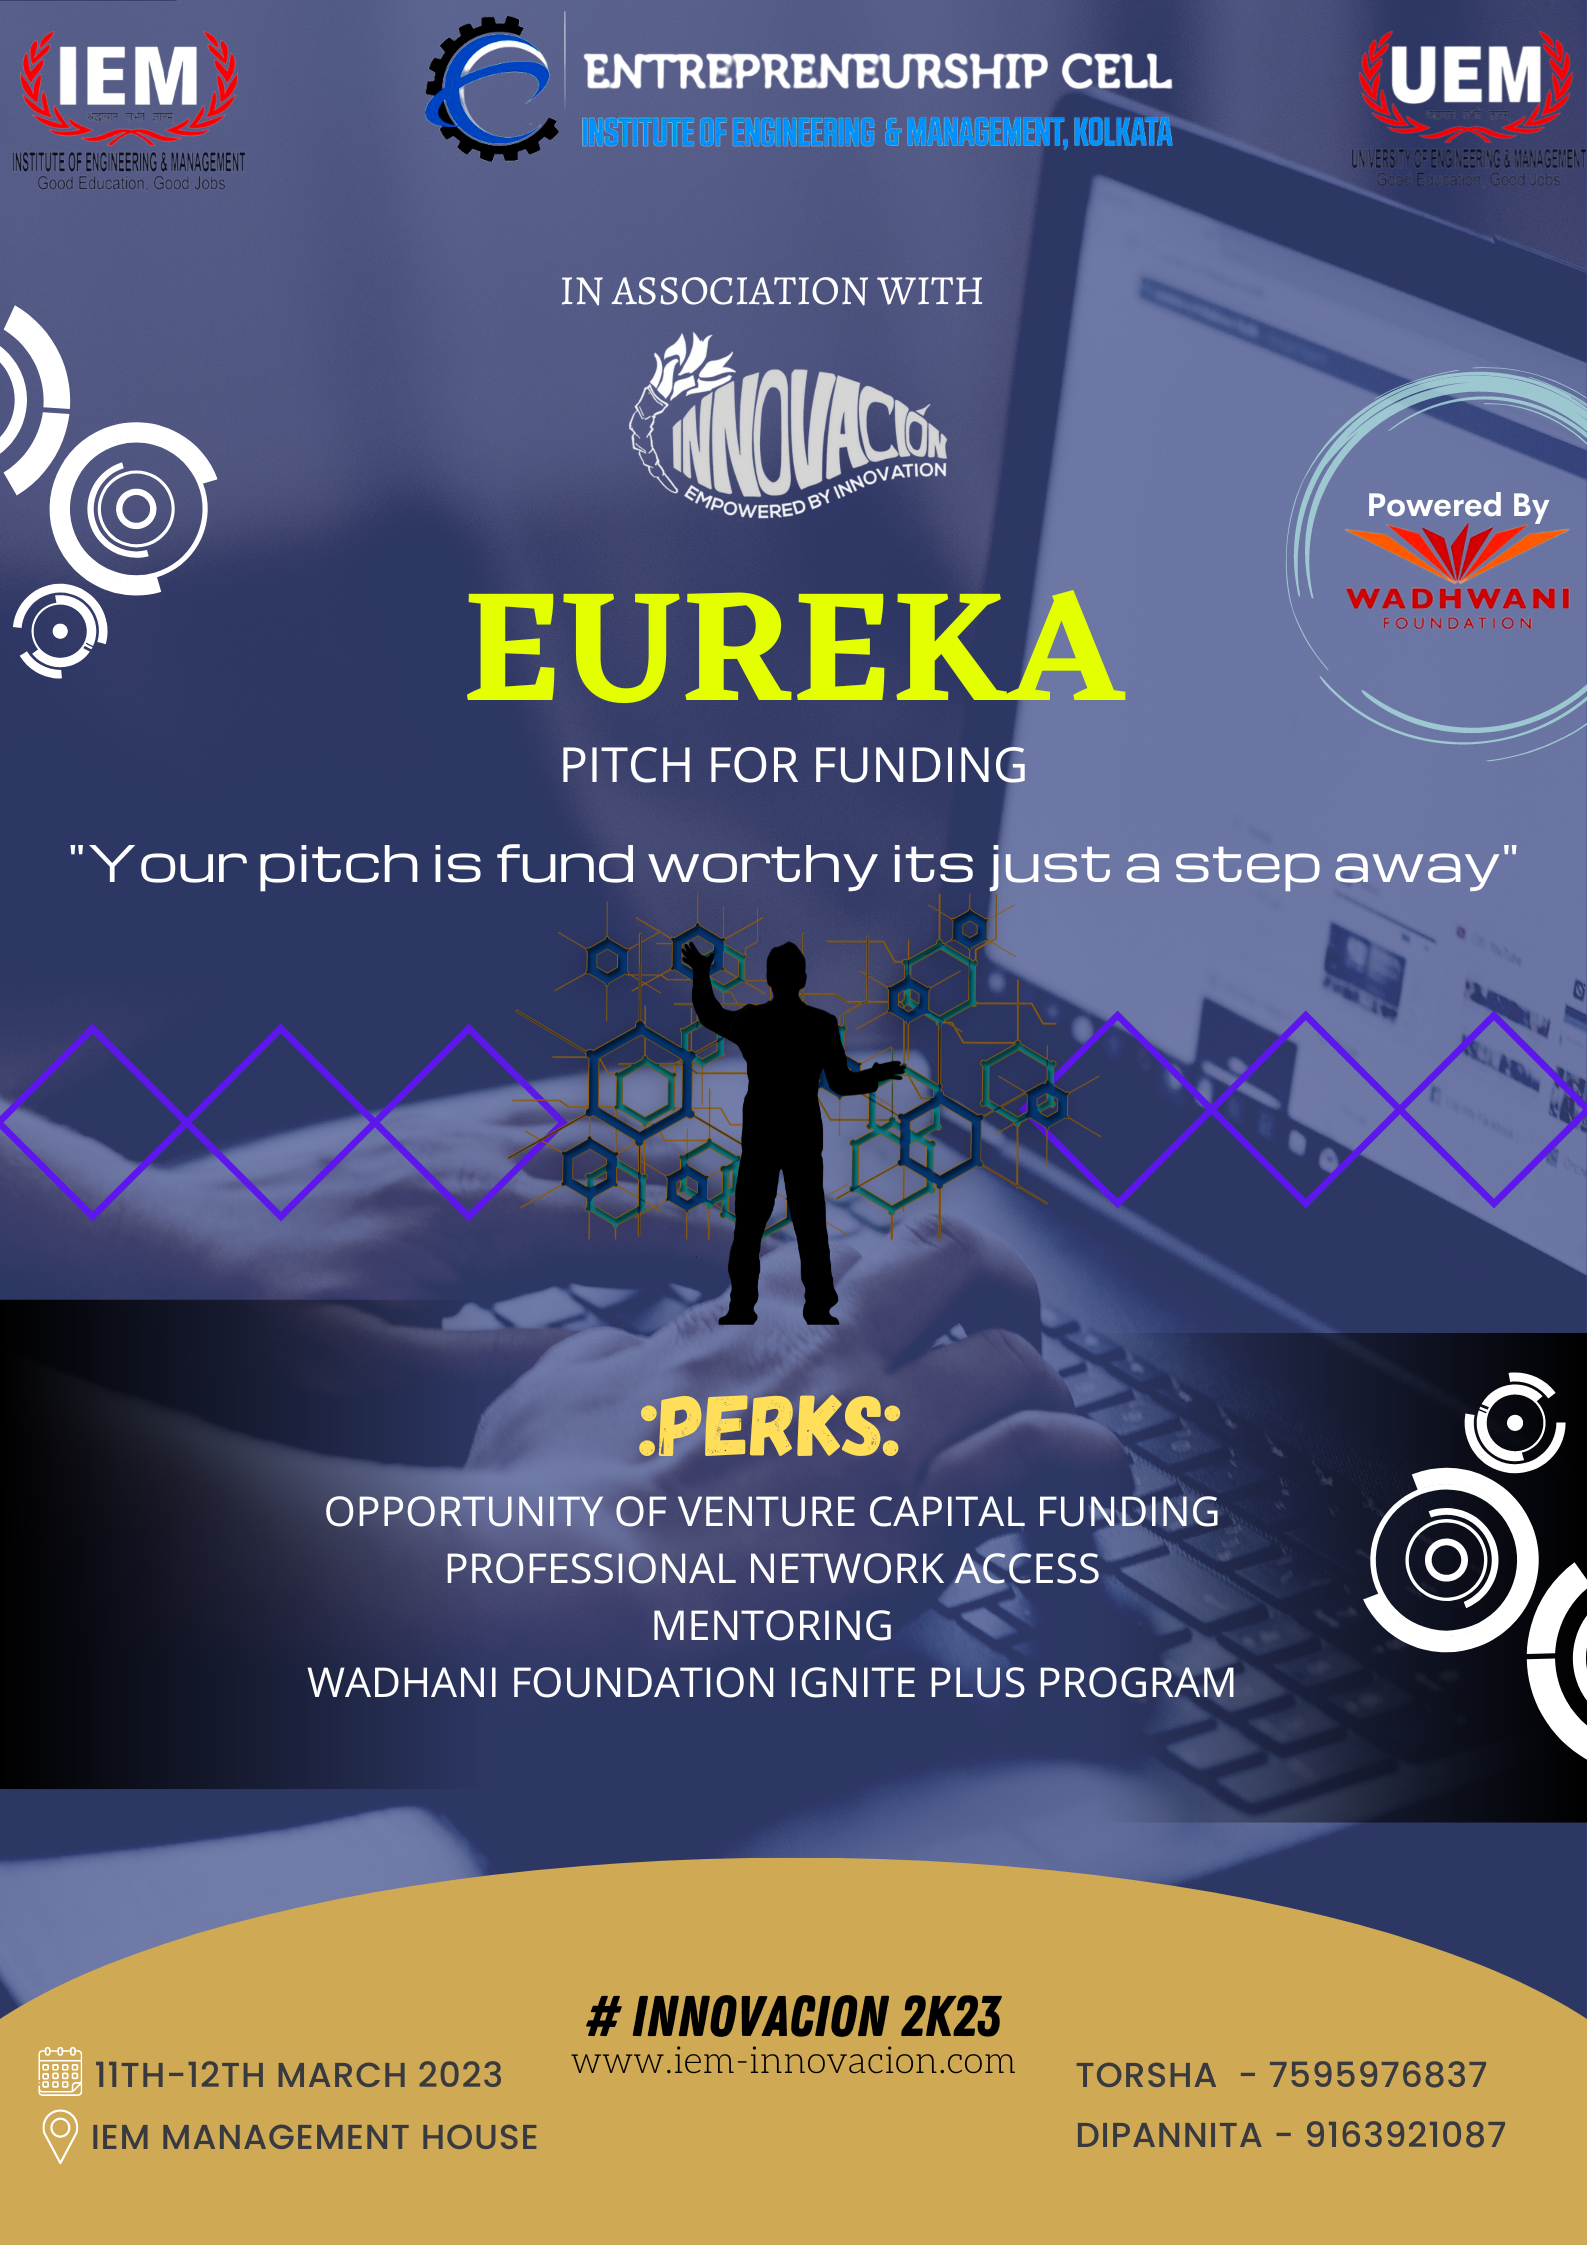 IEM
INSTITUTE OF ENGINEERING & MANAGEMENT
Good Education, Good Jobs
ENTREPRENEURSHIP CELL
INSTITUTE OF ENGINEERING & MANAGEMENT, KOLKATA
UEM
UNIVERSITY OF ENGINEERING & MANAGEMENT
Good Education, Good Jobs
IN ASSOCIATION WITH
INNOVACIÓN
EMPOWERED BY INNOVATION
Powered By
WADHWANI
FOUNDATION
EUREKA
PITCH FOR FUNDING
"Your pitch is fund worthy its just a step away"
:PERKS:
OPPORTUNITY OF VENTURE CAPITAL FUNDING
PROFESSIONAL NETWORK ACCESS
MENTORING
WADHANI FOUNDATION IGNITE PLUS PROGRAM
# INNOVACION 2K23
www.iem-innovacion.com
11TH-12TH MARCH 2023
IEM MANAGEMENT HOUSE
TORSHA - 7595976837
DIPANNITA - 9163921087